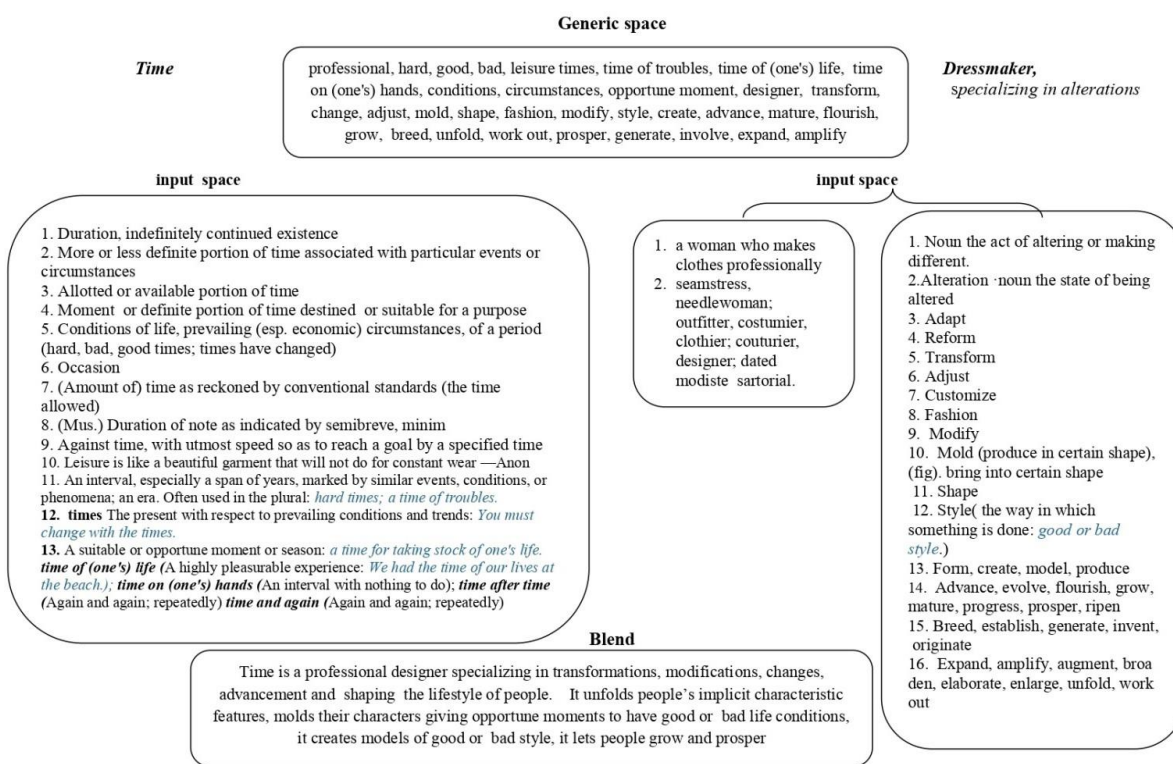 Generic space
Time
professional, hard, good, bad, leisure times, time of troubles, time of (one's) life, time
on (one's) hands, conditions, circumstances, opportune moment, designer, transform,
change, adjust, mold, shape, fashion, modify, style, create, advance, mature, flourish,
grow, breed, unfold, work out, prosper, generate, involve, expand, amplify
Dressmaker,
specializing in alterations
input space
1. Duration, indefinitely continued existence
2. More or less definite portion of time associated with particular events or
circumstances
3. Allotted or available portion of time
4. Moment or definite portion of time destined or suitable for a purpose
5. Conditions of life, prevailing (esp. economic) circumstances, of a period
(hard, bad, good times; times have changed)
6. Occasion
7. (Amount of) time as reckoned by conventional standards (the time
allowed)
8. (Mus.) Duration of note as indicated by semibreve, minim
9. Against time, with utmost speed so as to reach a goal by a specified time
10. Leisure is like a beautiful garment that will not do for constant wear —Anon
11. An interval, especially a span of years, marked by similar events, conditions, or
phenomena; an era. Often used in the plural: hard times; a time of troubles.
12. times The present with respect to prevailing conditions and trends: You must
change with the times.
13. A suitable or opportune moment or season: a time for taking stock of one's life.
time of (one's) life (A highly pleasurable experience: We had the time of our lives at
the beach.); time on (one's) hands (An interval with nothing to do); time after time
(Again and again; repeatedly) time and again (Again and again; repeatedly)
input space
1. a woman who makes
clothes professionally
2. seamstress,
needlewoman;
outfitter, costumier,
clothier; couturier,
designer; dated
modiste sartorial.
1. Noun the act of altering or making
different.
2.Alteration ·noun the state of being
altered
3. Adapt
4. Reform
5. Transform
6. Adjust
7. Customize
8. Fashion
9. Modify
10. Mold (produce in certain shape),
(fig). bring into certain shape
11. Shape
12. Style( the way in which
something is done: good or bad
style.)
13. Form, create, model, produce
14. Advance, evolve, flourish, grow,
mature, progress, prosper, ripen
15. Breed, establish, generate, invent,
originate
16. Expand, amplify, augment, broa
den, elaborate, enlarge, unfold, work
out
Blend
Time is a professional designer specializing in transformations, modifications, changes,
advancement and shaping the lifestyle of people. It unfolds people's implicit characteristic
features, molds their characters giving opportune moments to have good or bad life conditions,
it creates models of good or bad style, it lets people grow and prosper